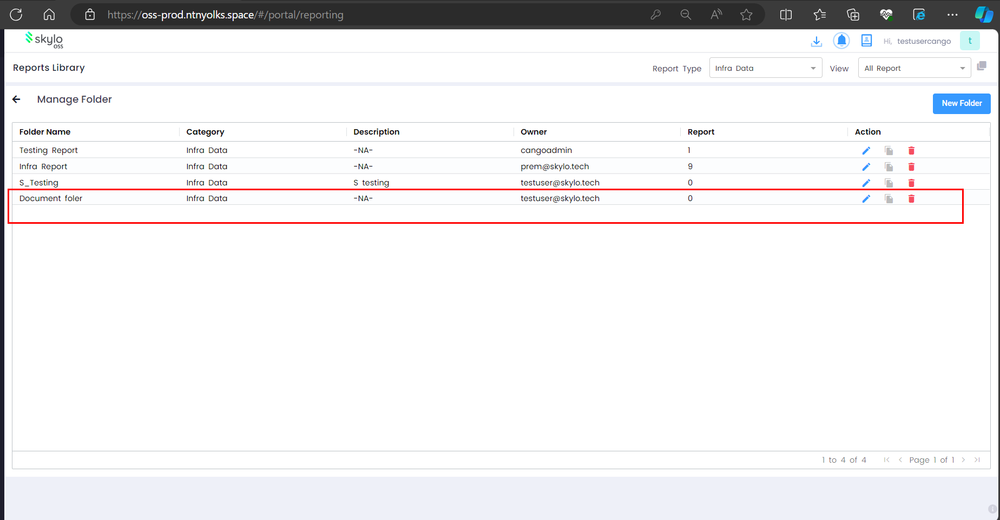 https://oss-prod.ntnyolks.space/#/portal/reporting
skylo
oss
Hi, testusercango
t
Reports Library
Report Type
Infra Data
View
All Report
Manage Folder
New Folder
Folder Name Category Description Owner Report Action
Testing Report Infra Data -NA- cangoadmin 1
Infra Report Infra Data -NA- prem@skylo.tech 9
S_Testing Infra Data S testing testuser@skylo.tech 0
Document foler Infra Data -NA- testuser@skylo.tech 0
1 to 4 of 4 Page 1 of 1